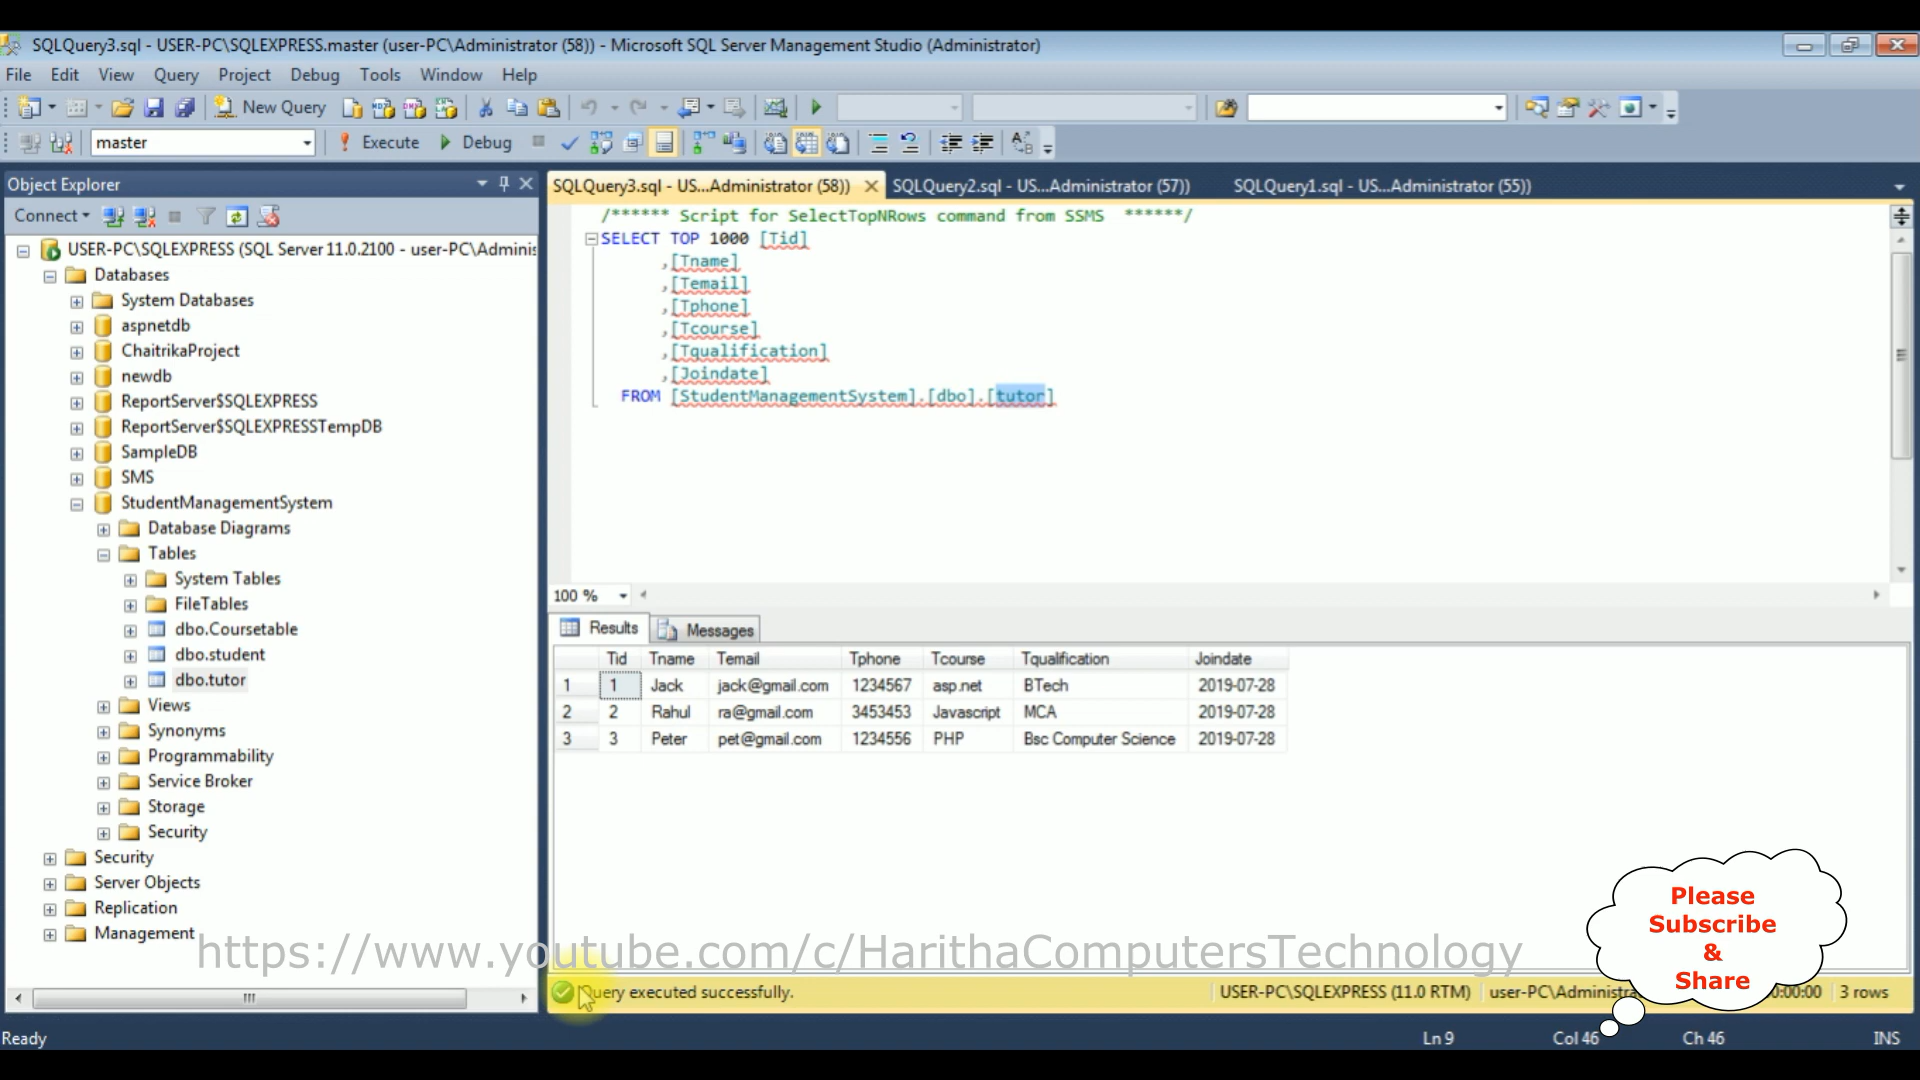 SQLQuery3.sql - USER-PC\SQLEXPRESS.master (user-PC\Administrator (58)) - Microsoft SQL Server Management Studio (Administrator)
File Edit View Query Project Debug Tools Window Help
New Query
master Execute Debug
Object Explorer
Connect
USER-PC\SQLEXPRESS (SQL Server 11.0.2100 - user-PC\Adminis
Databases
System Databases
aspnetdb
ChaitrikaProject
newdb
ReportServer$SQLEXPRESS
ReportServer$SQLEXPRESSTempDB
SampleDB
SMS
StudentManagementSystem
Database Diagrams
Tables
System Tables
FileTables
dbo.Coursetable
dbo.student
dbo.tutor
Views
Synonyms
Programmability
Service Broker
Storage
Security
Security
Server Objects
Replication
Management
SQLQuery3.sql - US...Administrator (58)) SQLQuery2.sql - US...Administrator (57)) SQLQuery1.sql - US...Administrator (55))
/****** Script for SelectTopNRows command from SSMS ******/
SELECT TOP 1000 [Tid]
,[Tname]
,[Temail]
,[Tphone]
,[Tcourse]
,[Tqualification]
,[Joindate]
FROM [StudentManagementSystem].[dbo].[tutor]
100 %
Results Messages
Tid Tname Temail Tphone Tcourse Tqualification Joindate
1 1 Jack jack@gmail.com 1234567 asp.net BTech 2019-07-28
2 2 Rahul ra@gmail.com 3453453 Javascript MCA 2019-07-28
3 3 Peter pet@gmail.com 1234556 PHP Bsc Computer Science 2019-07-28
Please
Subscribe
&
Share
https://www.youtube.com/c/HarithaComputersTechnology
Query executed successfully. USER-PC\SQLEXPRESS (11.0 RTM) user-PC\Administra 0:00:00 3 rows
Ready Ln 9 Col 46 Ch 46 INS